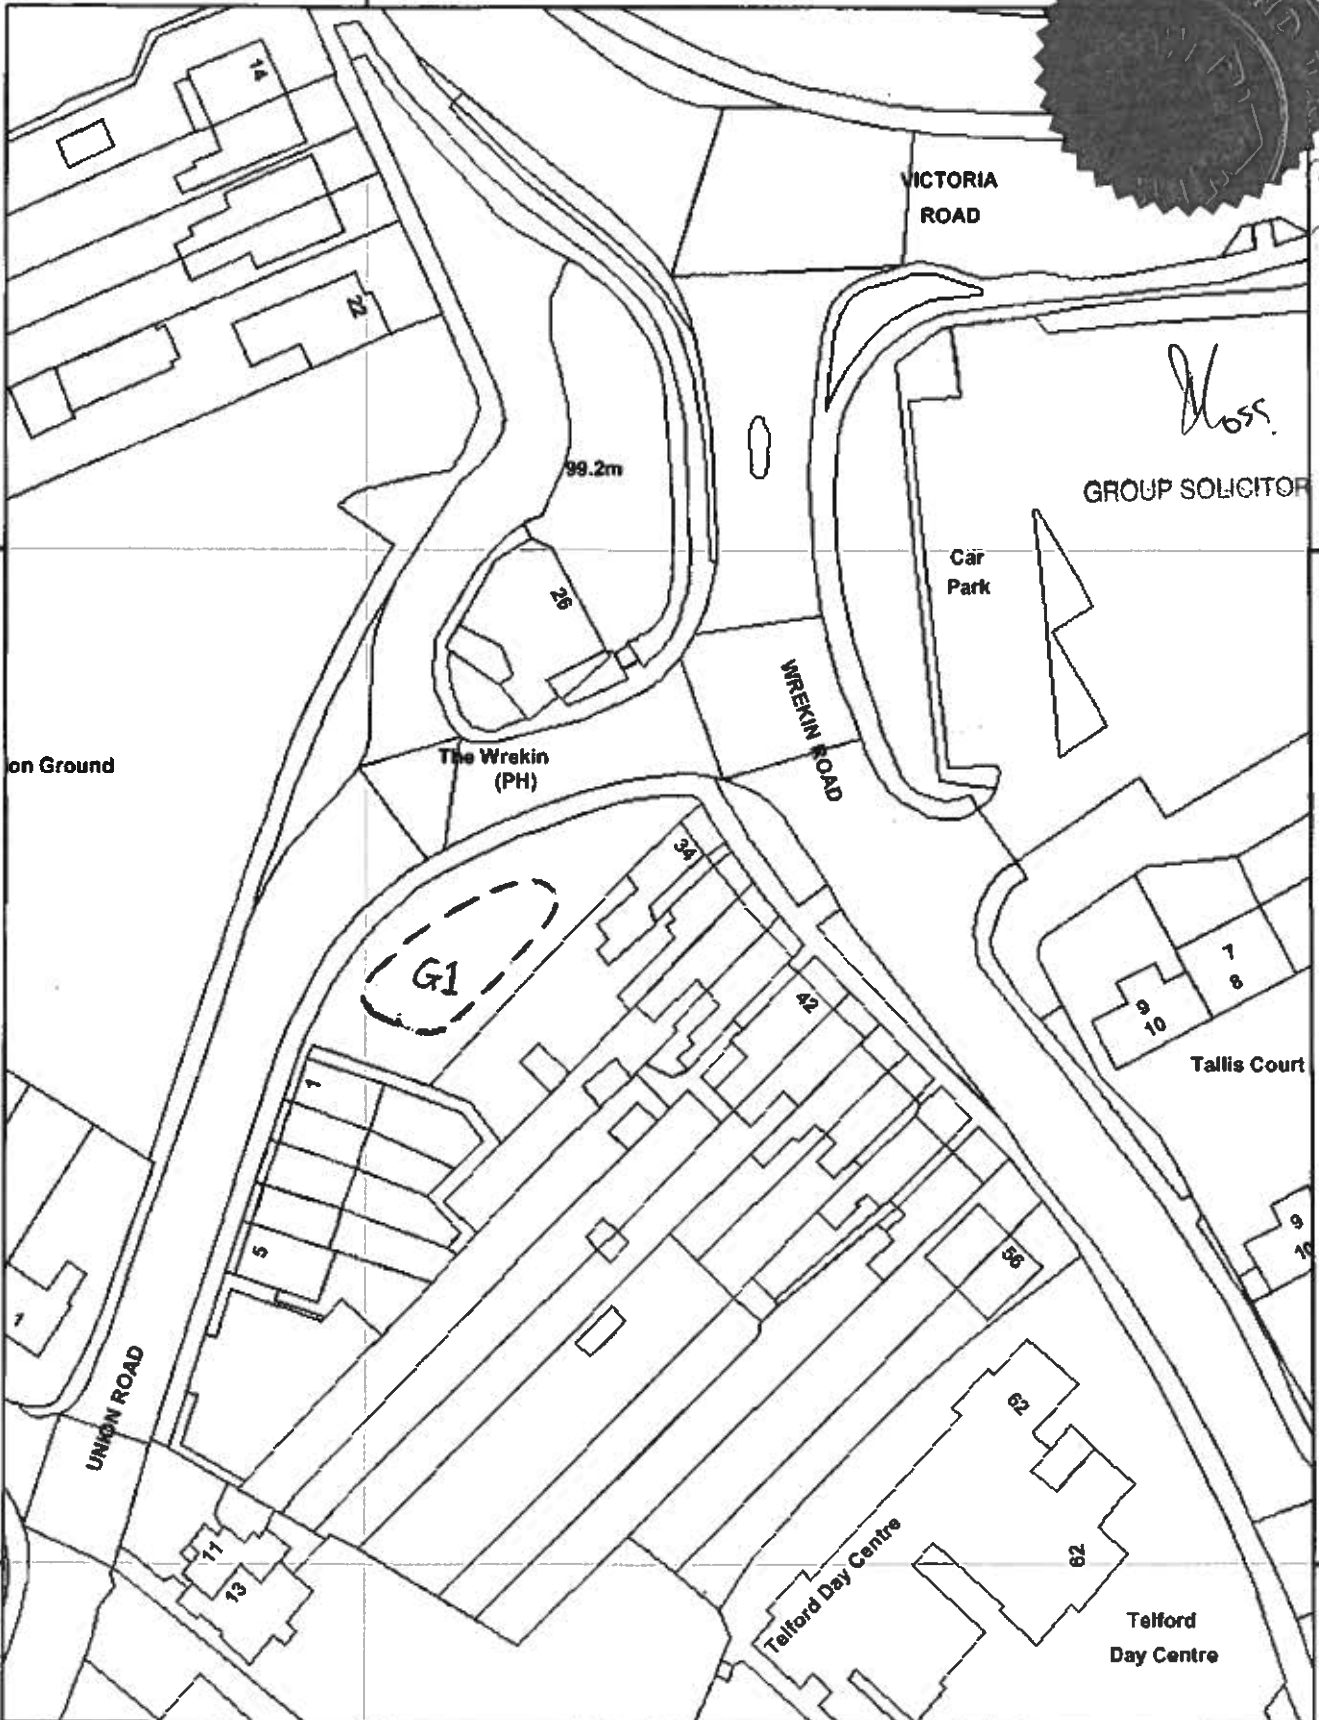 14
VICTORIA
ROAD
22
GROUP SOLICITOR
99.2m
Car
Park
26
WREKIN ROAD
on Ground
The Wrekin
(PH)
34
G1
42
7
8
9
10
Tallis Court
1
5
9
10
56
1
UNION ROAD
62
11
13
Telford Day Centre
62
Telford
Day Centre